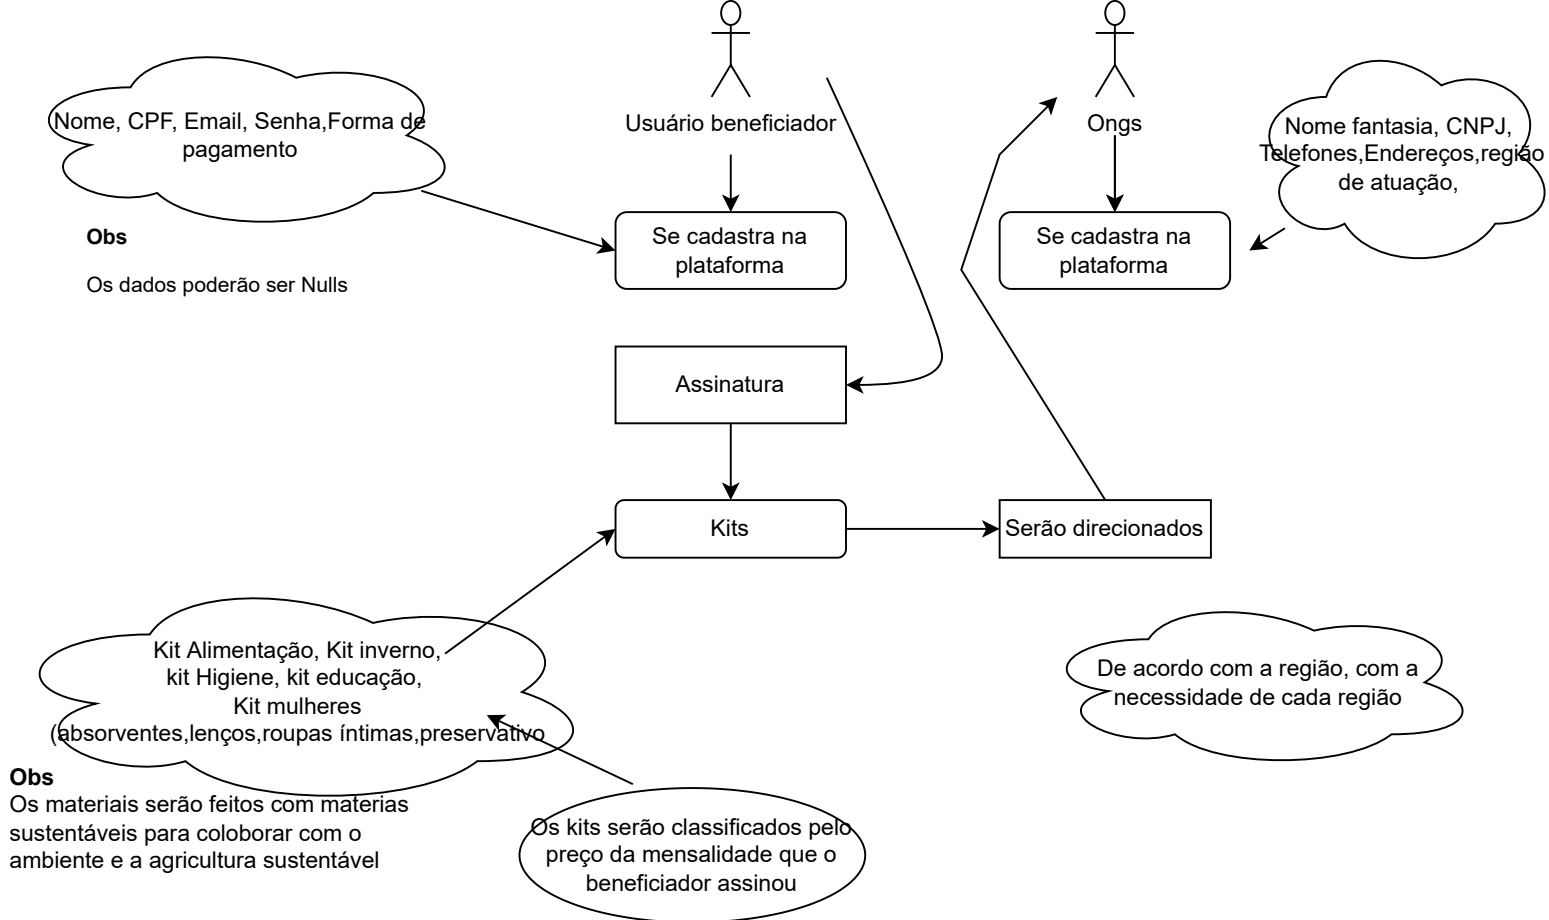 Usuário beneficiador
Ongs
Nome, CPF, Email, Senha,Forma de
pagamento
Nome fantasia, CNPJ,
Telefones,Endereços,região
de atuação,
Obs
Os dados poderão ser Nulls
Se cadastra na
plataforma
Se cadastra na
plataforma
Assinatura
Kits
Serão direcionados
Kit Alimentação, Kit inverno,
kit Higiene, kit educação,
Kit mulheres
(absorventes,lenços,roupas íntimas,preservativo
De acordo com a região, com a
necessidade de cada região
Obs
Os materiais serão feitos com materias
sustentáveis para coloborar com o
ambiente e a agricultura sustentável
Os kits serão classificados pelo
preço da mensalidade que o
beneficiador assinou